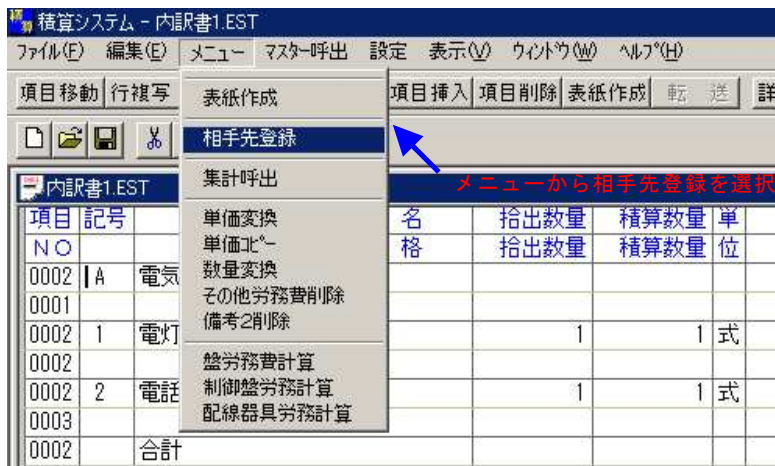 積算システム - 内訳書1.EST
ファイル(F) 編集(E) メニュー マスター呼出 設定 表示(V) ウィンドウ(W) ヘルプ(H)
項目移動 行複写 項目挿入 項目削除 表紙作成 転 送 詳
表紙作成
相手先登録
集計呼出
単価変換
単価コピー
数量変換
その他労務費削除
備考2削除
盤労務費計算
制御盤労務計算
配線器具労務計算
メニューから相手先登録を選択
内訳書1.EST
項目 記号 名 拾出数量 積算数量 単
NO 格 拾出数量 積算数量 位
0002 A 電気
0001
0002 1 電灯 1 1 式
0002
0002 2 電話 1 1 式
0003
0002 合計